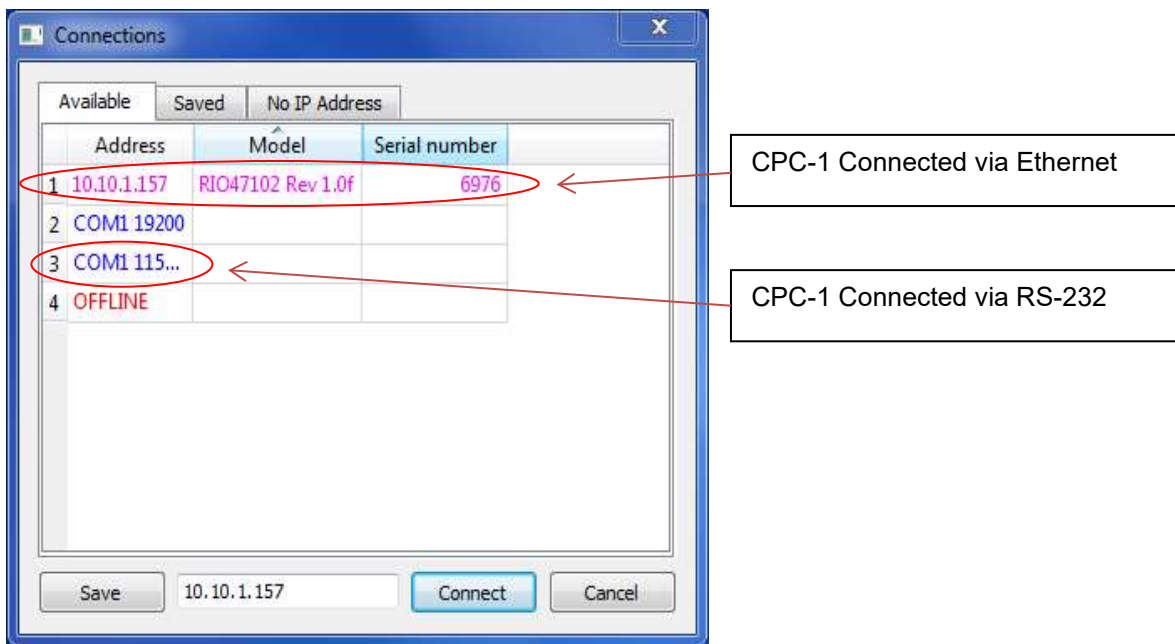 Connections
Available Saved No IP Address
Address Model Serial number
1 10.10.1.157 RIO47102 Rev 1.0f 6976
CPC-1 Connected via Ethernet
2 COM1 19200
3 COM1 115...
4 OFFLINE
CPC-1 Connected via RS-232
Save 10.10.1.157 Connect Cancel